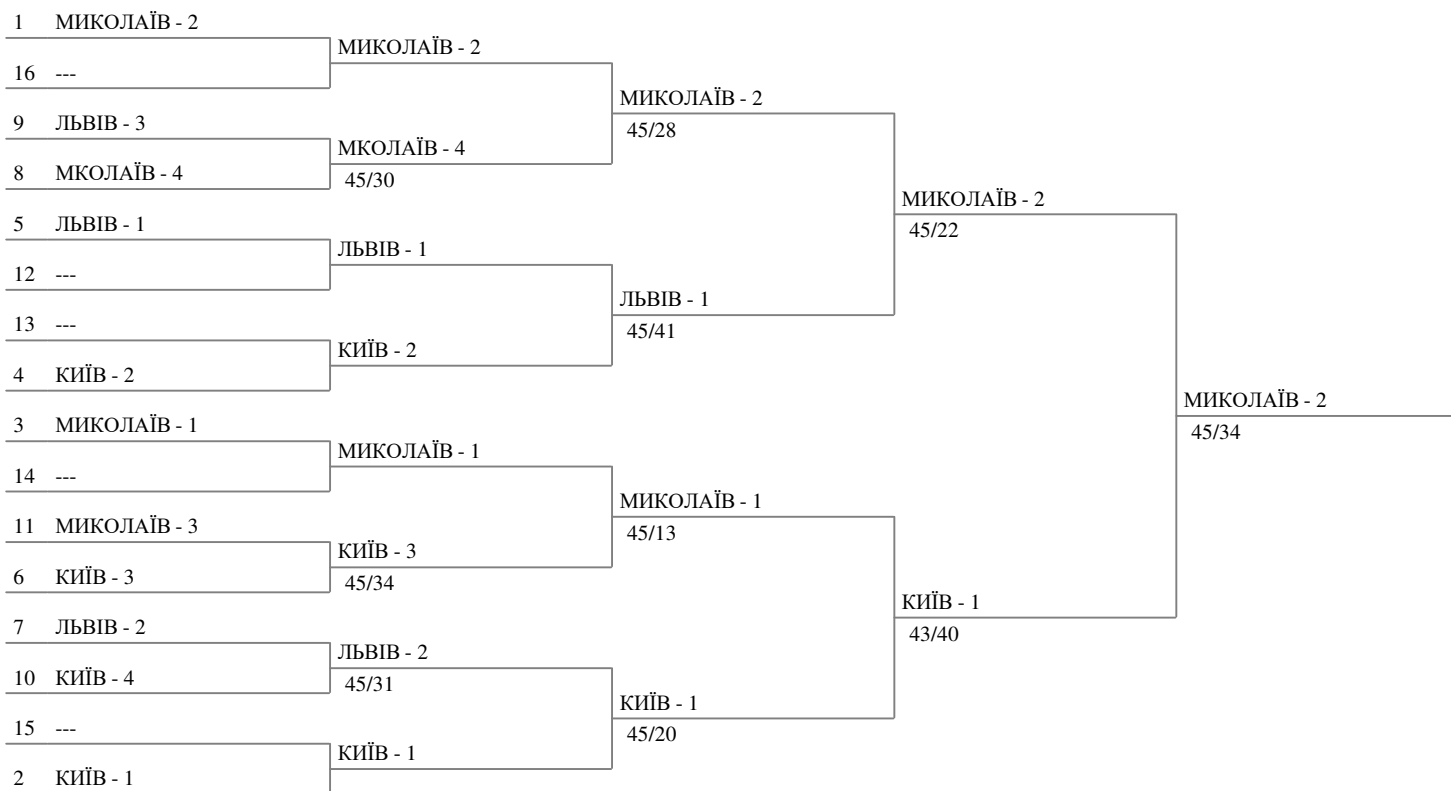 1 МИКОЛАЇВ - 2
16 ---
9 ЛЬВІВ - 3
8 МКОЛАЇВ - 4
5 ЛЬВІВ - 1
12 ---
13 ---
4 КИЇВ - 2
3 МИКОЛАЇВ - 1
14 ---
11 МИКОЛАЇВ - 3
6 КИЇВ - 3
7 ЛЬВІВ - 2
10 КИЇВ - 4
15 ---
2 КИЇВ - 1
МИКОЛАЇВ - 2
МКОЛАЇВ - 4
45/30
ЛЬВІВ - 1
КИЇВ - 2
МИКОЛАЇВ - 1
КИЇВ - 3
45/34
ЛЬВІВ - 2
45/31
КИЇВ - 1
МИКОЛАЇВ - 2
45/28
ЛЬВІВ - 1
45/41
МИКОЛАЇВ - 1
45/13
КИЇВ - 1
45/20
МИКОЛАЇВ - 2
45/22
КИЇВ - 1
43/40
МИКОЛАЇВ - 2
45/34